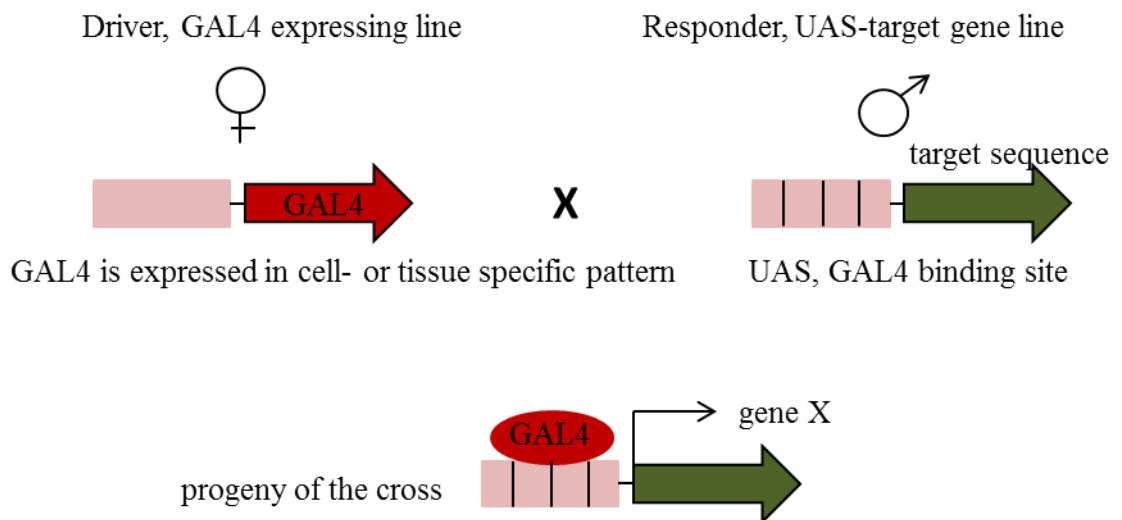 Driver, GAL4 expressing line
Responder, UAS-target gene line
target sequence
GAL4
X
GAL4 is expressed in cell- or tissue specific pattern
UAS, GAL4 binding site
GAL4
gene X
progeny of the cross